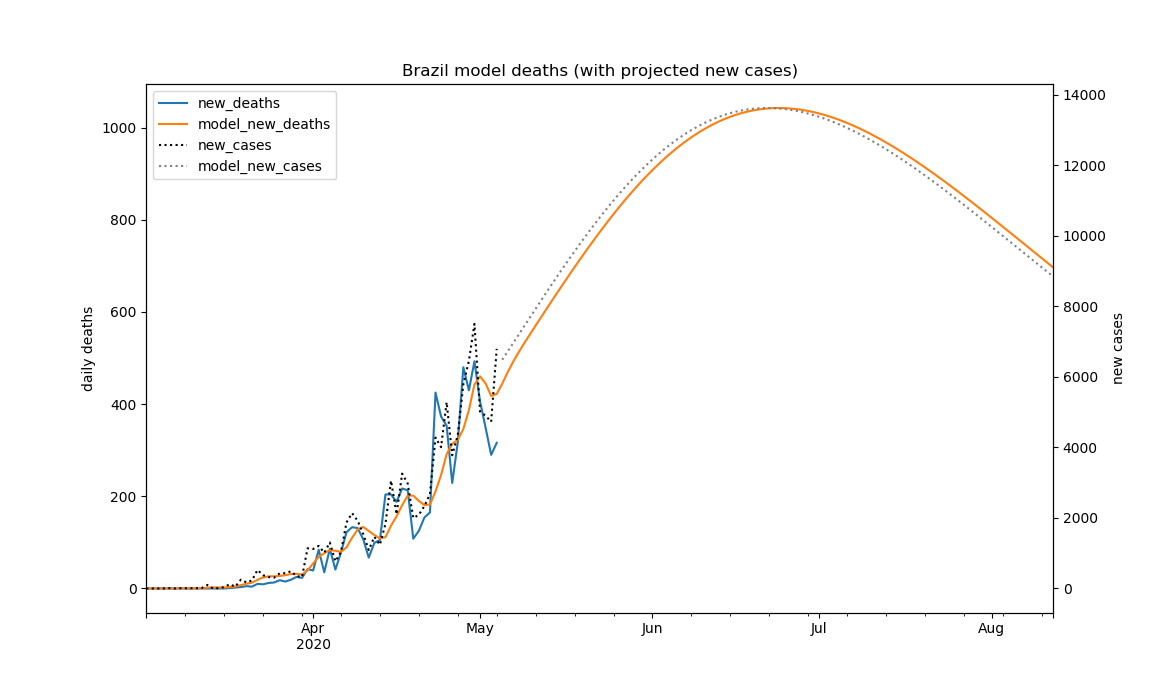 Brazil model deaths (with projected new cases)
new_deaths
model_new_deaths
new_cases
model_new_cases
daily deaths
1000
800
600
400
200
0
14000
12000
10000
8000
6000
4000
2000
0
new cases
Apr
2020
May
Jun
Jul
Aug